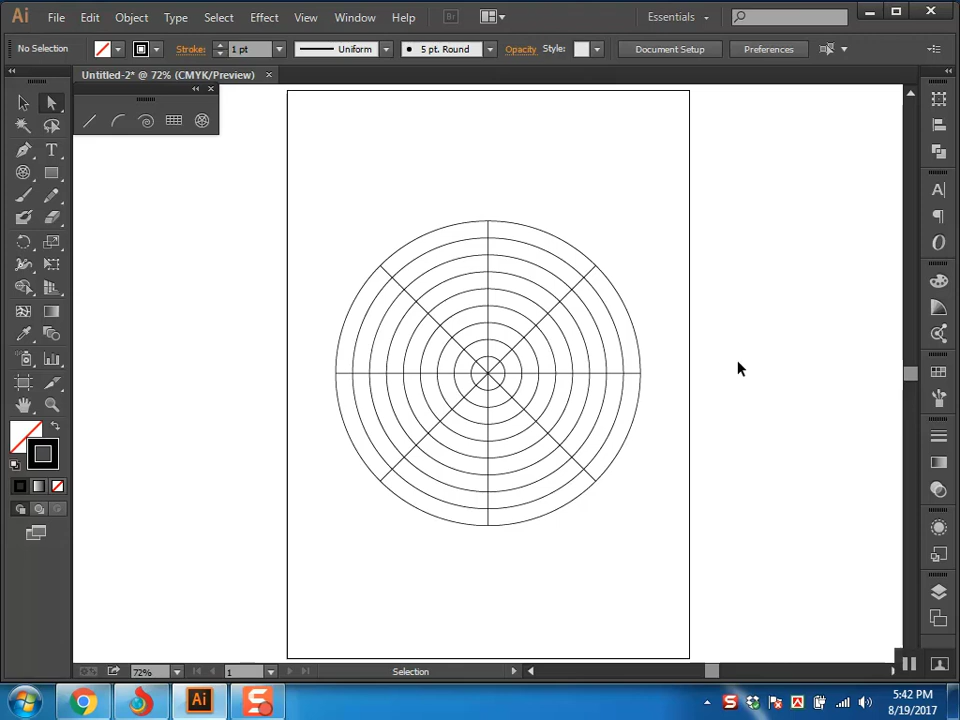 Ai File Edit Object Type Select Effect View Window Help Br Essentials
No Selection Stroke: 1 pt Uniform 5 pt. Round Opacity Style: Document Setup Preferences
Untitled-2* @ 72% (CMYK/Preview)
72% 1 Selection
Ai S 5:42 PM
8/19/2017